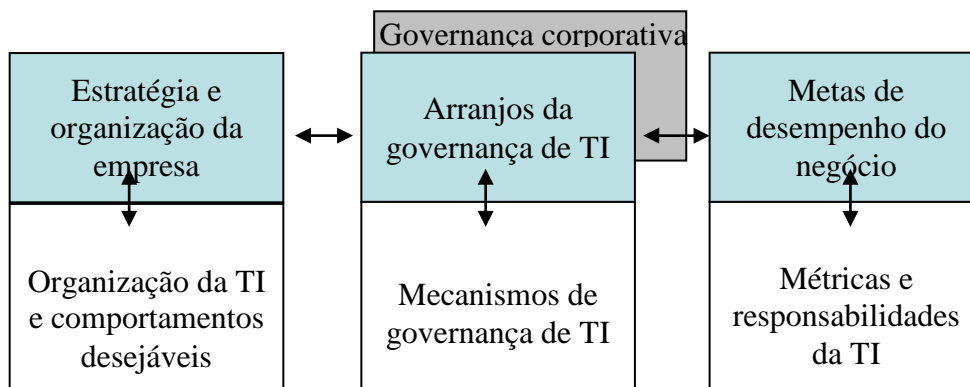 Governança corporativa
Estratégia e
organização da
empresa
Arranjos da
governança de TI
Metas de
desempenho do
negócio
Organização da TI
e comportamentos
desejáveis
Mecanismos de
governança de TI
Métricas e
responsabilidades
da TI